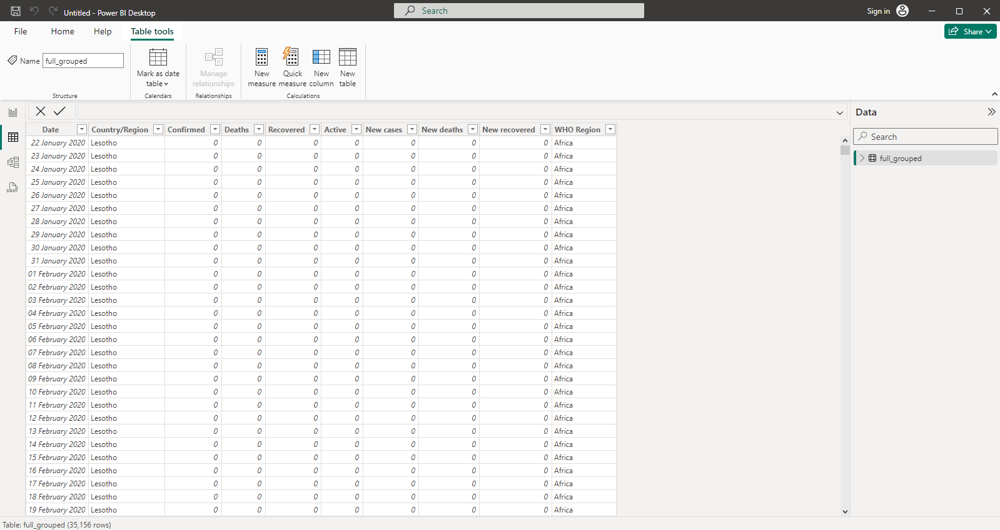 Untitled - Power BI Desktop
Search
Sign in
File Home Help Table tools
Share
Name full_grouped
Mark as date table
Manage relationships
New measure
Quick measure
New column
New table
Structure
Calendars
Relationships
Calculations
Data
Search
full_grouped
DAX
Date Country/Region Confirmed Deaths Recovered Active New cases New deaths New recovered WHO Region
22 January 2020 Lesotho 0 0 0 0 0 0 0 Africa
23 January 2020 Lesotho 0 0 0 0 0 0 0 Africa
24 January 2020 Lesotho 0 0 0 0 0 0 0 Africa
25 January 2020 Lesotho 0 0 0 0 0 0 0 Africa
26 January 2020 Lesotho 0 0 0 0 0 0 0 Africa
27 January 2020 Lesotho 0 0 0 0 0 0 0 Africa
28 January 2020 Lesotho 0 0 0 0 0 0 0 Africa
29 January 2020 Lesotho 0 0 0 0 0 0 0 Africa
30 January 2020 Lesotho 0 0 0 0 0 0 0 Africa
31 January 2020 Lesotho 0 0 0 0 0 0 0 Africa
01 February 2020 Lesotho 0 0 0 0 0 0 0 Africa
02 February 2020 Lesotho 0 0 0 0 0 0 0 Africa
03 February 2020 Lesotho 0 0 0 0 0 0 0 Africa
04 February 2020 Lesotho 0 0 0 0 0 0 0 Africa
05 February 2020 Lesotho 0 0 0 0 0 0 0 Africa
06 February 2020 Lesotho 0 0 0 0 0 0 0 Africa
07 February 2020 Lesotho 0 0 0 0 0 0 0 Africa
08 February 2020 Lesotho 0 0 0 0 0 0 0 Africa
09 February 2020 Lesotho 0 0 0 0 0 0 0 Africa
10 February 2020 Lesotho 0 0 0 0 0 0 0 Africa
11 February 2020 Lesotho 0 0 0 0 0 0 0 Africa
12 February 2020 Lesotho 0 0 0 0 0 0 0 Africa
13 February 2020 Lesotho 0 0 0 0 0 0 0 Africa
14 February 2020 Lesotho 0 0 0 0 0 0 0 Africa
15 February 2020 Lesotho 0 0 0 0 0 0 0 Africa
16 February 2020 Lesotho 0 0 0 0 0 0 0 Africa
17 February 2020 Lesotho 0 0 0 0 0 0 0 Africa
18 February 2020 Lesotho 0 0 0 0 0 0 0 Africa
19 February 2020 Lesotho 0 0 0 0 0 0 0 Africa
Table: full_grouped (35,156 rows)